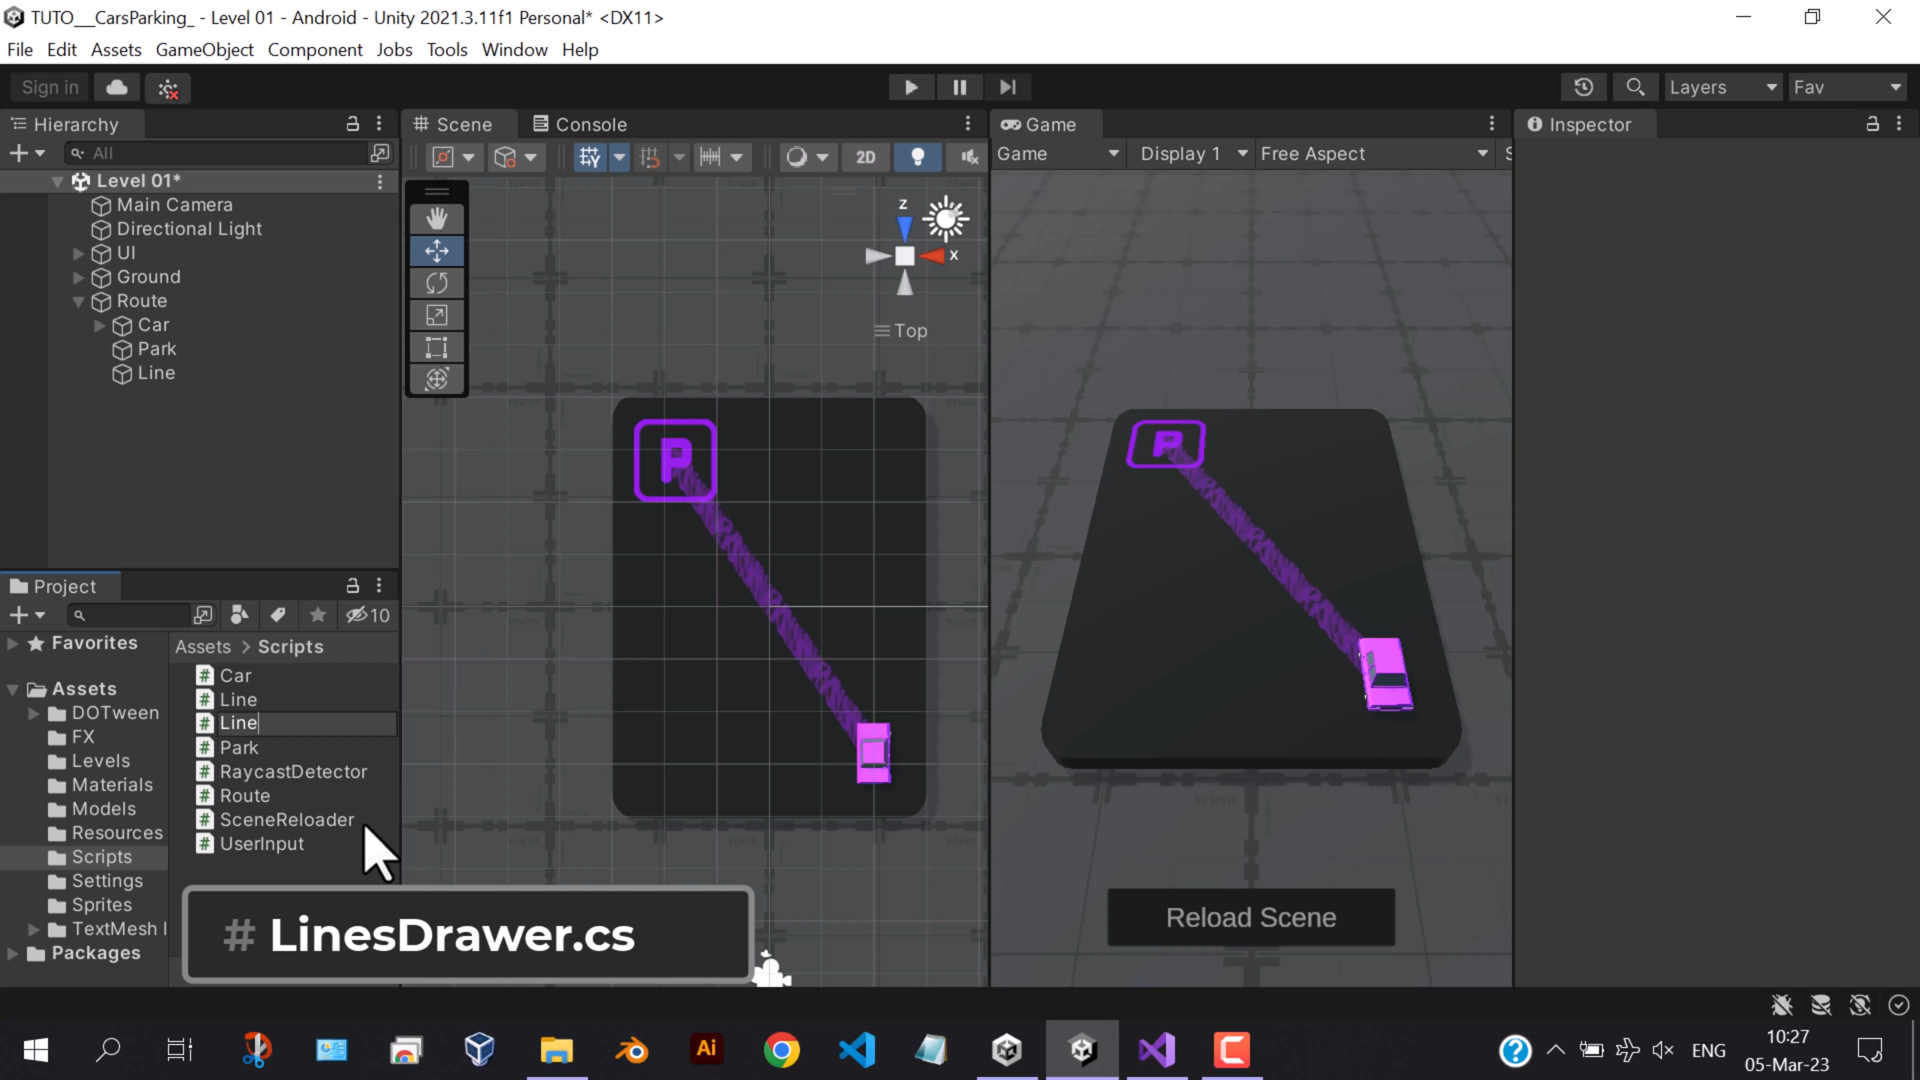 TUTO__CarsParking_ - Level 01 - Android - Unity 2021.3.11f1 Personal* <DX11>
File Edit Assets GameObject Component Jobs Tools Window Help
Sign in
Layers
Fav
Hierarchy
Scene
Console
Game
Inspector
All
2D
Game
Display 1
Free Aspect
S
Level 01*
Main Camera
Directional Light
UI
Ground
Route
Car
Park
Line
z
x
Top
P
P
Project
10
Favorites
Assets > Scripts
Assets
DOTween
FX
Levels
Materials
Models
Resources
Scripts
Settings
Sprites
TextMesh
Packages
# Car
# Line
# Line
# Park
# RaycastDetector
# Route
# SceneReloader
# UserInput
# LinesDrawer.cs
Reload Scene
Ai
?
ENG
10:27
05-Mar-23